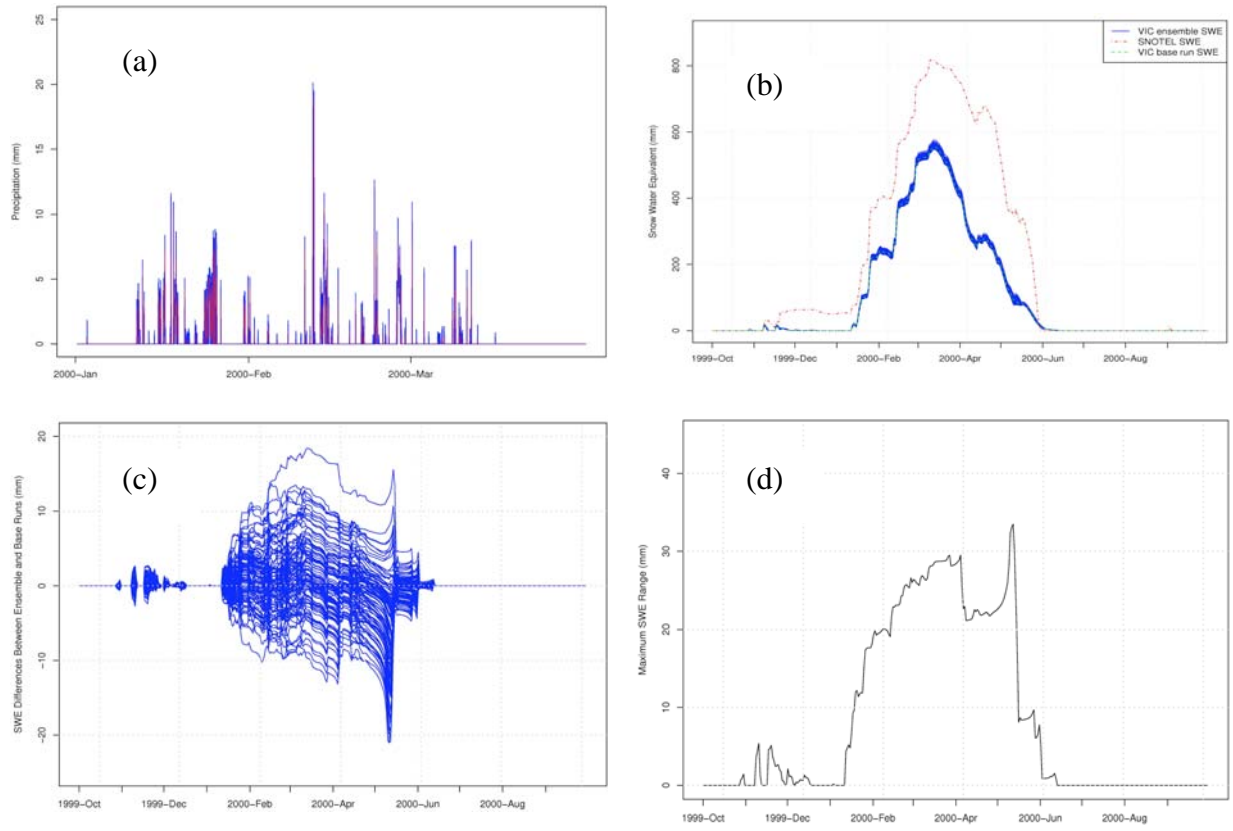 (a)
Precipitation (mm)
25
20
15
10
5
0
2000-Jan 2000-Feb 2000-Mar
(b)
VIC ensemble SWE
SNOTEL SWE
VIC base run SWE
Snow Water Equivalent (mm)
800
600
400
200
0
1999-Oct 1999-Dec 2000-Feb 2000-Apr 2000-Jun 2000-Aug
(c)
SWE Differences Between Ensemble and Base Runs (mm)
20
10
0
-10
-20
1999-Oct 1999-Dec 2000-Feb 2000-Apr 2000-Jun 2000-Aug
(d)
Maximum SWE Range (mm)
40
30
20
10
0
1999-Oct 1999-Dec 2000-Feb 2000-Apr 2000-Jun 2000-Aug